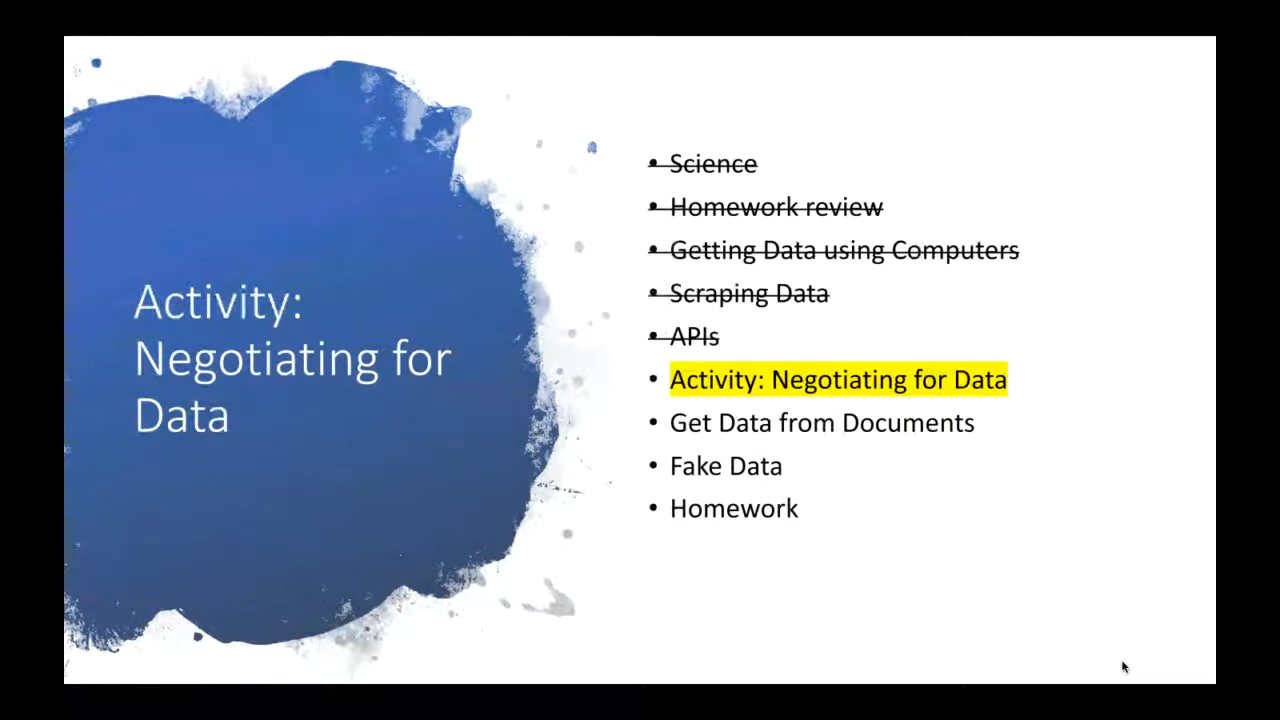 Activity:
Negotiating for
Data
• Science
• Homework review
• Getting Data using Computers
• Scraping Data
• APIs
• Activity: Negotiating for Data
• Get Data from Documents
• Fake Data
• Homework